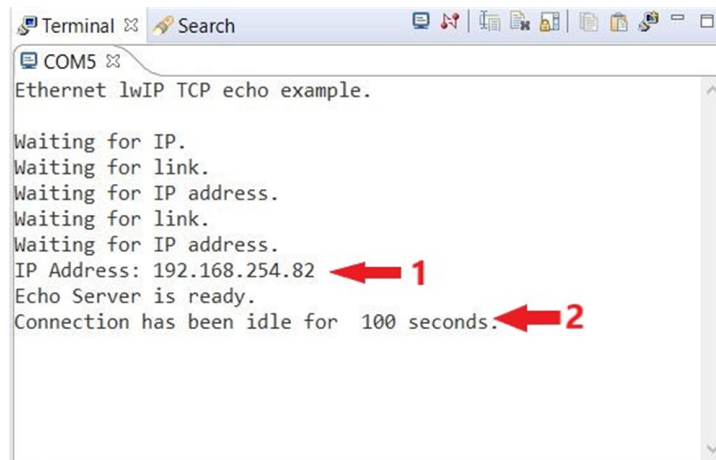 Terminal Search
COM5
Ethernet lwIP TCP echo example.
Waiting for IP.
Waiting for link.
Waiting for IP address.
Waiting for link.
Waiting for IP address.
IP Address: 192.168.254.82 1
Echo Server is ready.
Connection has been idle for  100 seconds. 2